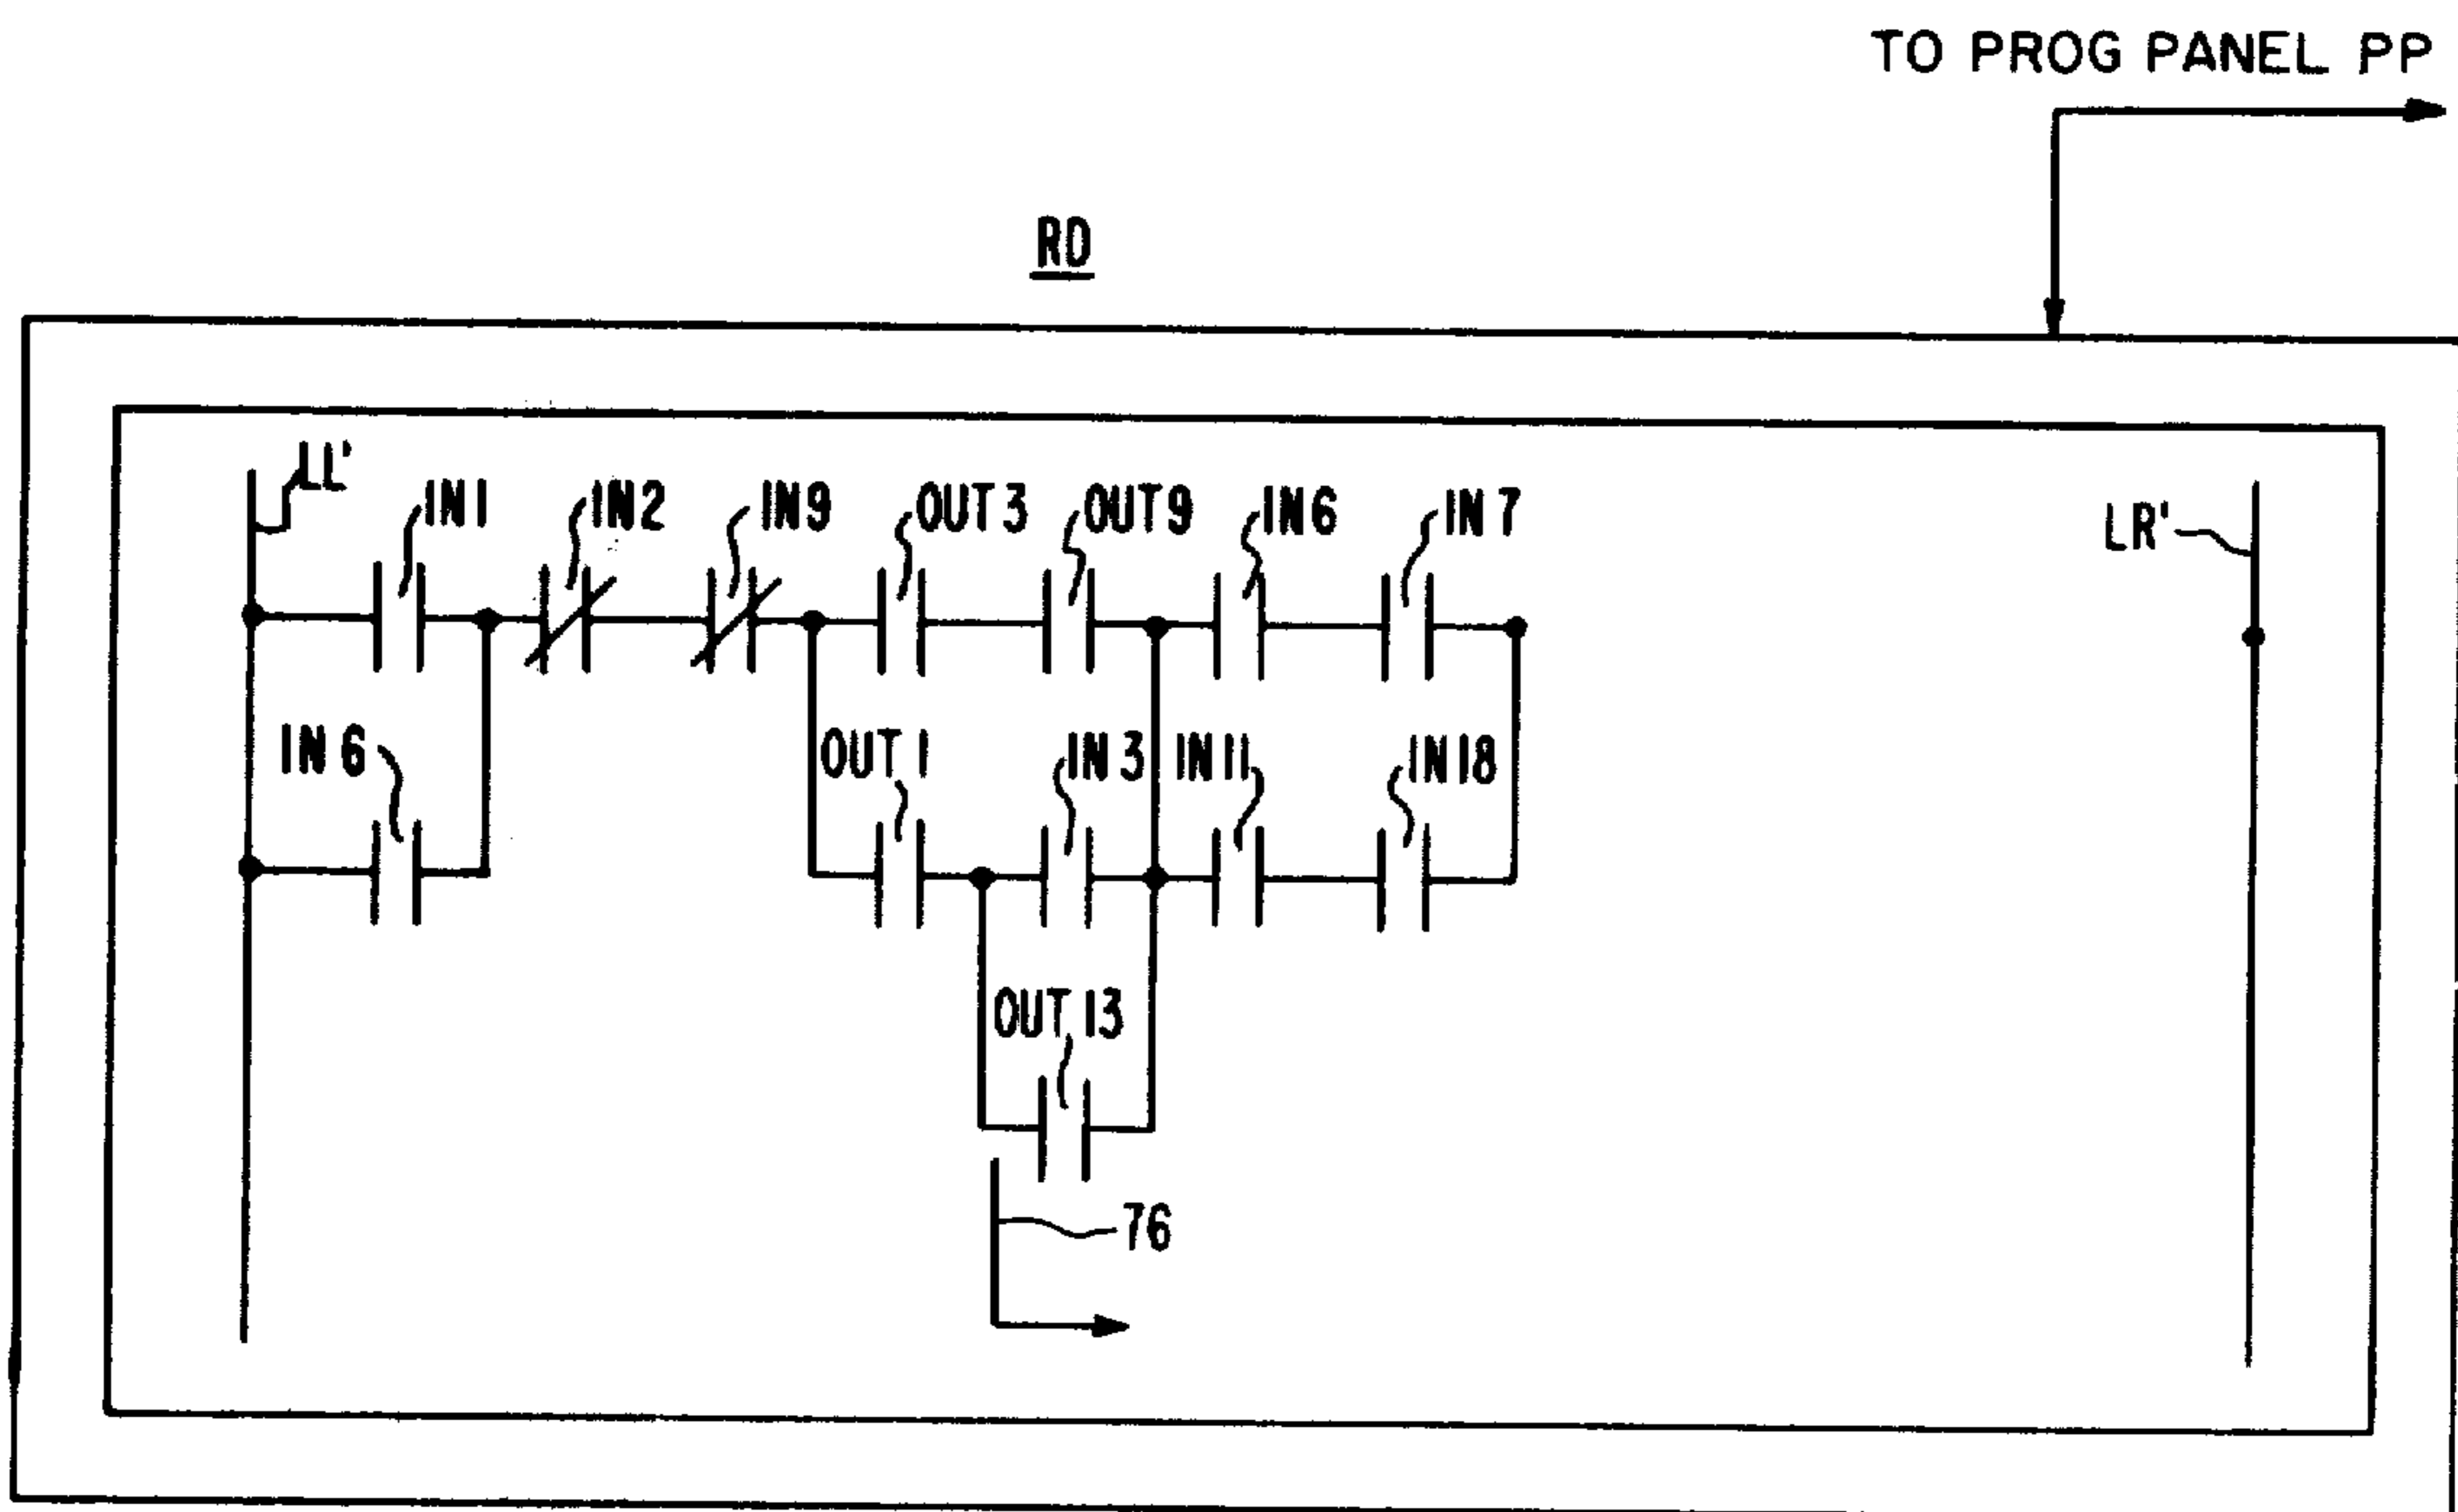 TO PROG PANEL PP
RO
LL'
IN1
IN2
IN9
OUT3
OUT9
IN6
IN7
LR'
IN6
OUT1
IN3
IN11
IN18
OUT13
76